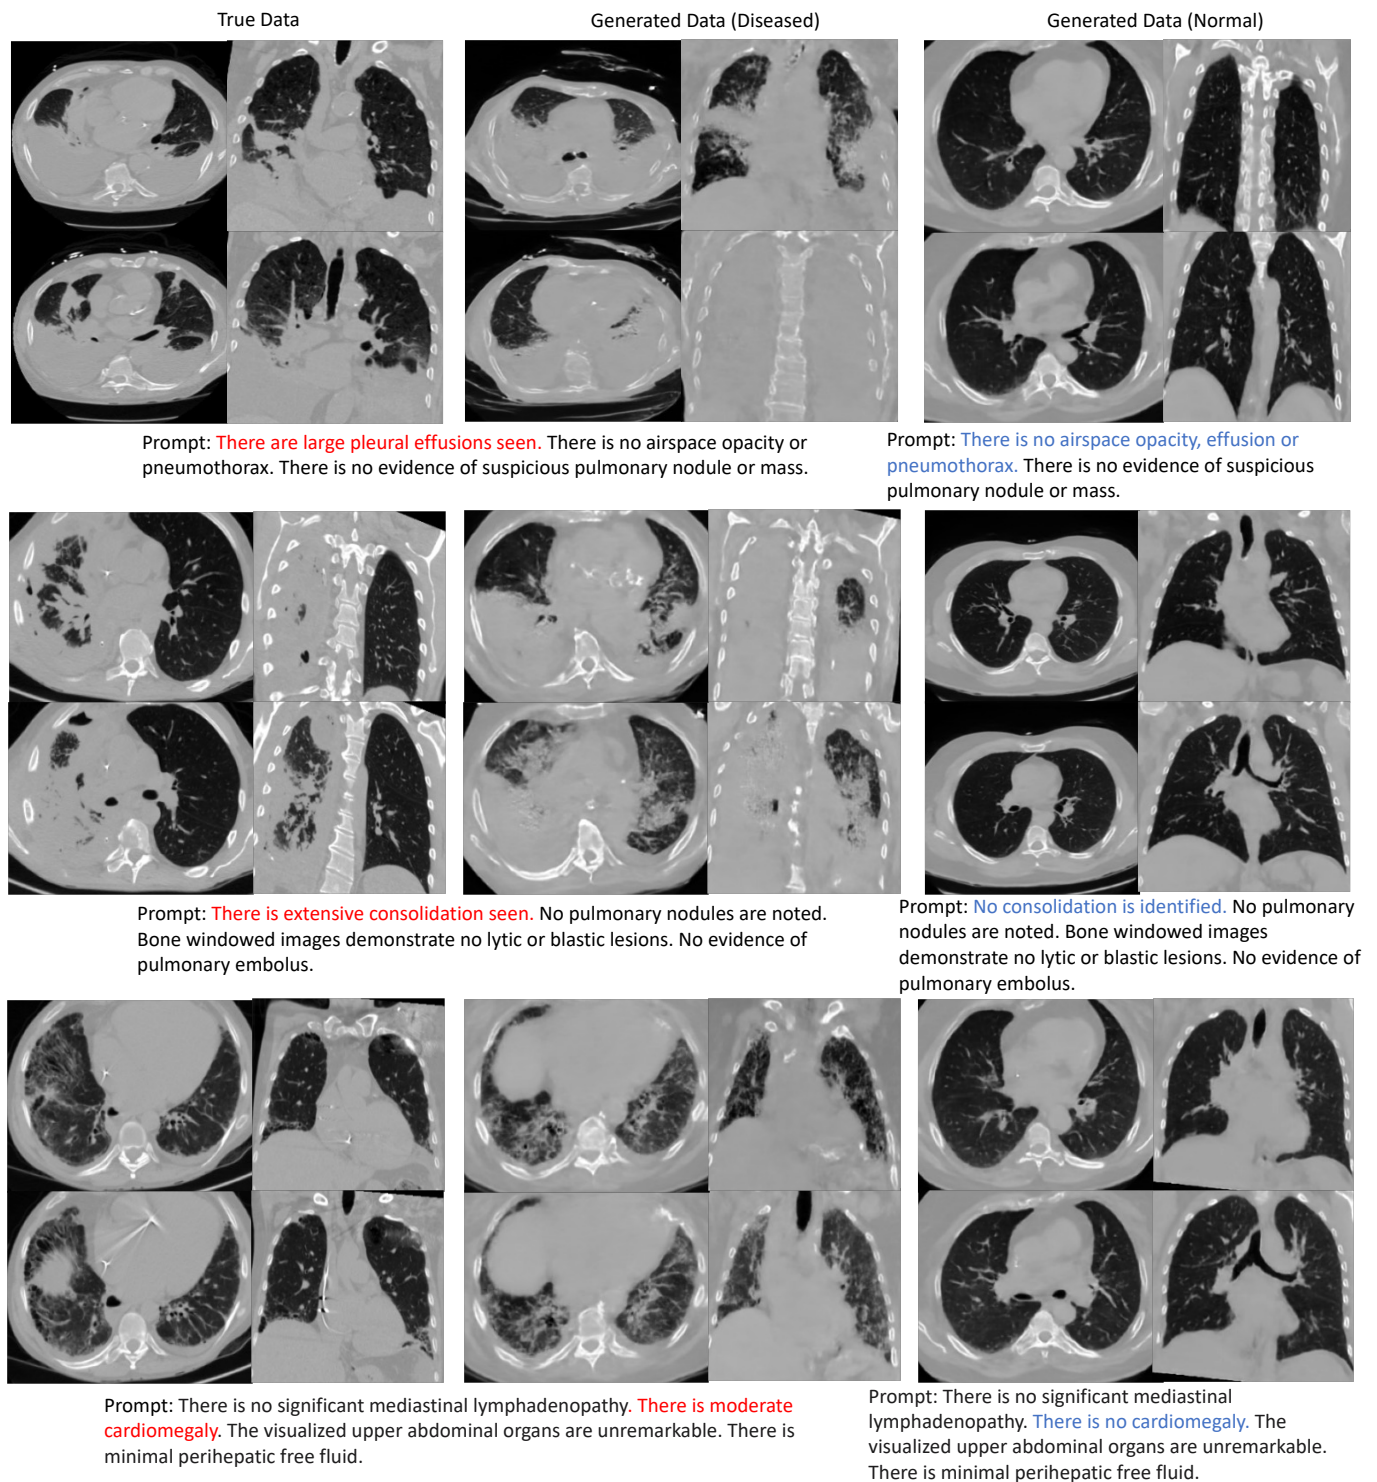 True Data
Generated Data (Diseased)
Generated Data (Normal)
Prompt: There are large pleural effusions seen. There is no airspace opacity or
pneumothorax. There is no evidence of suspicious pulmonary nodule or mass.
Prompt: There is no airspace opacity, effusion or
pneumothorax. There is no evidence of suspicious
pulmonary nodule or mass.
Prompt: There is extensive consolidation seen. No pulmonary nodules are noted.
Bone windowed images demonstrate no lytic or blastic lesions. No evidence of
pulmonary embolus.
Prompt: No consolidation is identified. No pulmonary
nodules are noted. Bone windowed images
demonstrate no lytic or blastic lesions. No evidence of
pulmonary embolus.
Prompt: There is no significant mediastinal lymphadenopathy. There is moderate
cardiomegaly. The visualized upper abdominal organs are unremarkable. There is
minimal perihepatic free fluid.
Prompt: There is no significant mediastinal
lymphadenopathy. There is no cardiomegaly. The
visualized upper abdominal organs are unremarkable.
There is minimal perihepatic free fluid.